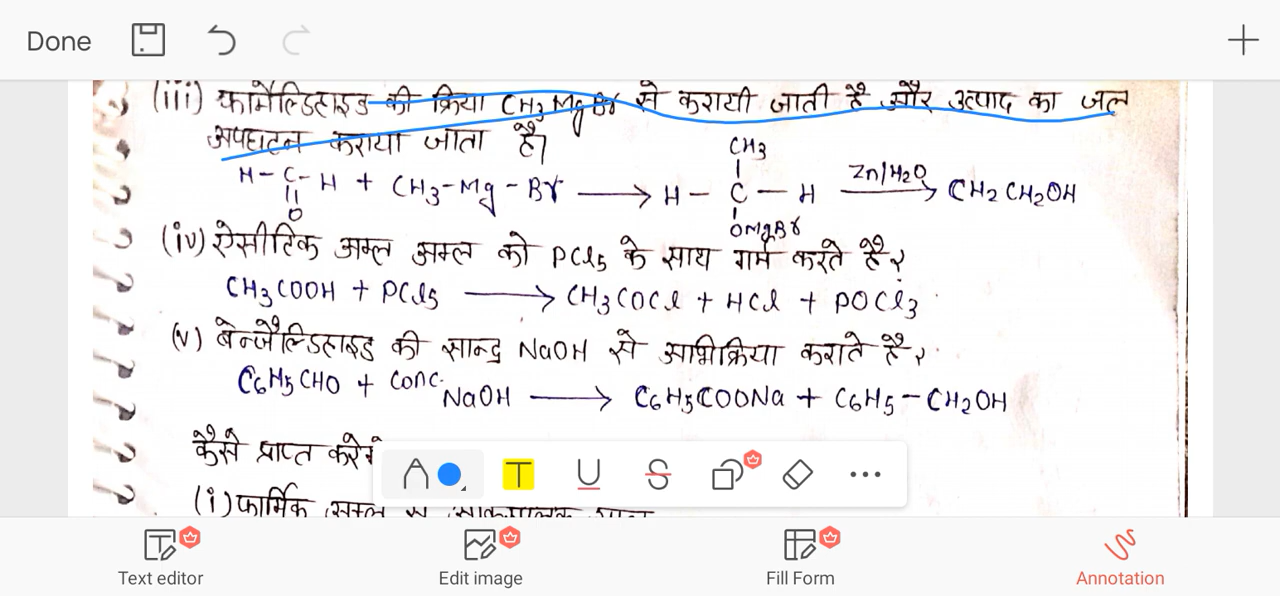 Done
(iii) फार्मेल्डिहाइड की क्रिया CH3MgBr से करायी जाती है और उत्पाद का जल
अपघटन कराया जाता है।
CH3
H-C-H + CH3-Mg-Br ⟶ H-C-H Zn/H2O → CH2CH2OH
O
OMgBr
(iv) ऐसीटिक अम्ल अम्ल को PCl5 के साथ गर्म करते है?
CH3COOH + PCl5 ⟶ CH3COCl + HCl + POCl3
(v) बेन्जैल्डिहाइड की सान्द्र NaOH से अभिक्रिया कराते है?
C6H5CHO + Conc. NaOH ⟶ C6H5COONa + C6H5-CH2OH
कैसे प्राप्त करेंगे
(i) फार्मिक अम्ल से
Text editor
Edit image
Fill Form
Annotation